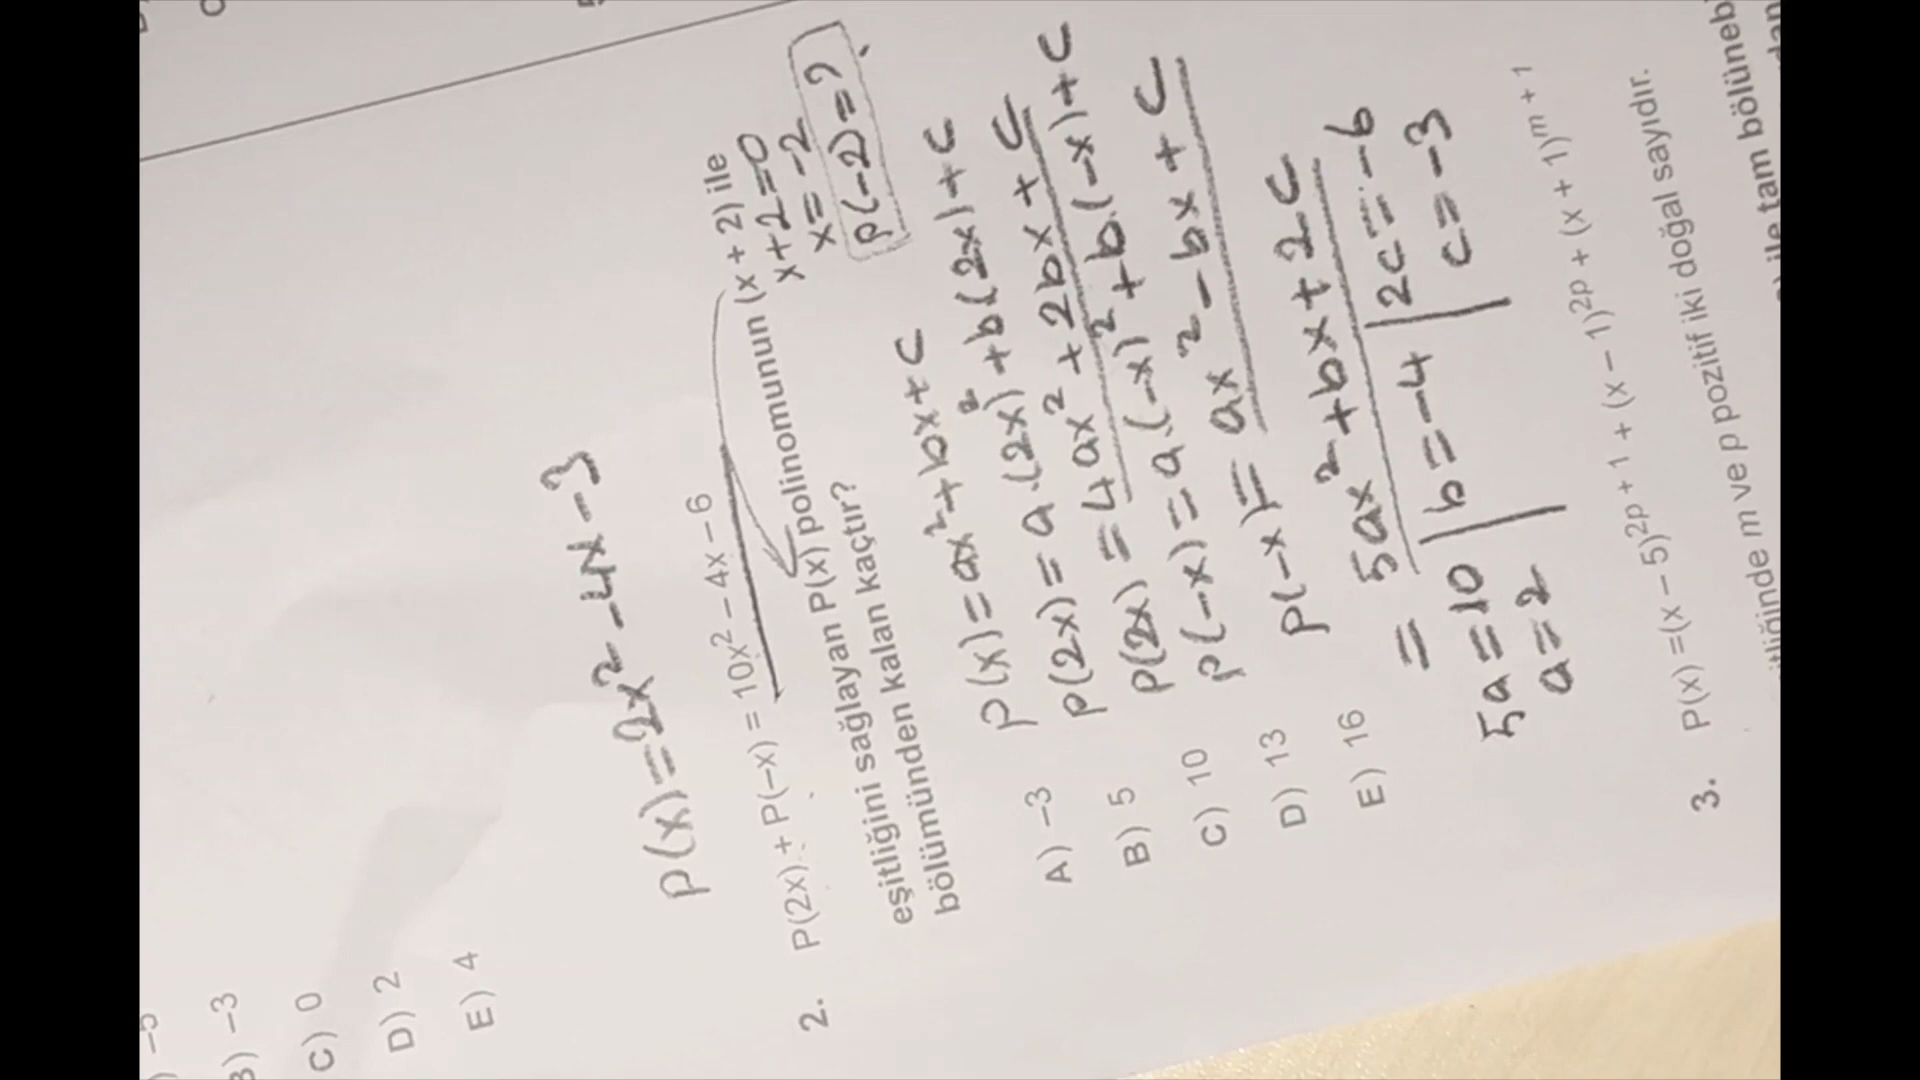 B) −3
C) 0
D) 2
E) 4
P(x)=2x²-4x-3
2. P(2x) + P(−x) = 10x² − 4x − 6
eşitliğini sağlayan P(x) polinomunun (x + 2) ile
bölümünden kalan kaçtır?
x+2=0
x=-2
P(-2)=?
A) −3
B) 5
C) 10
D) 13
E) 16
P(x)=ax²+bx+c
P(2x)=a.(2x)²+b(2x)+c
P(2x)=4ax²+2bx+c
P(-x)=a.(-x)²+b.(-x)+c
P(-x)=ax²-bx+c
P(-x) 5ax²+bx+2c
=
5a=10 | b=-4 | 2c=-6
a=2 | c=-3
3. P(x) =(x − 5)²ᵖ ⁺ ¹ + (x − 1)²ᵖ + (x + 1)ᵐ ⁺ ¹
m ve p pozitif iki doğal sayıdır.
ile tam